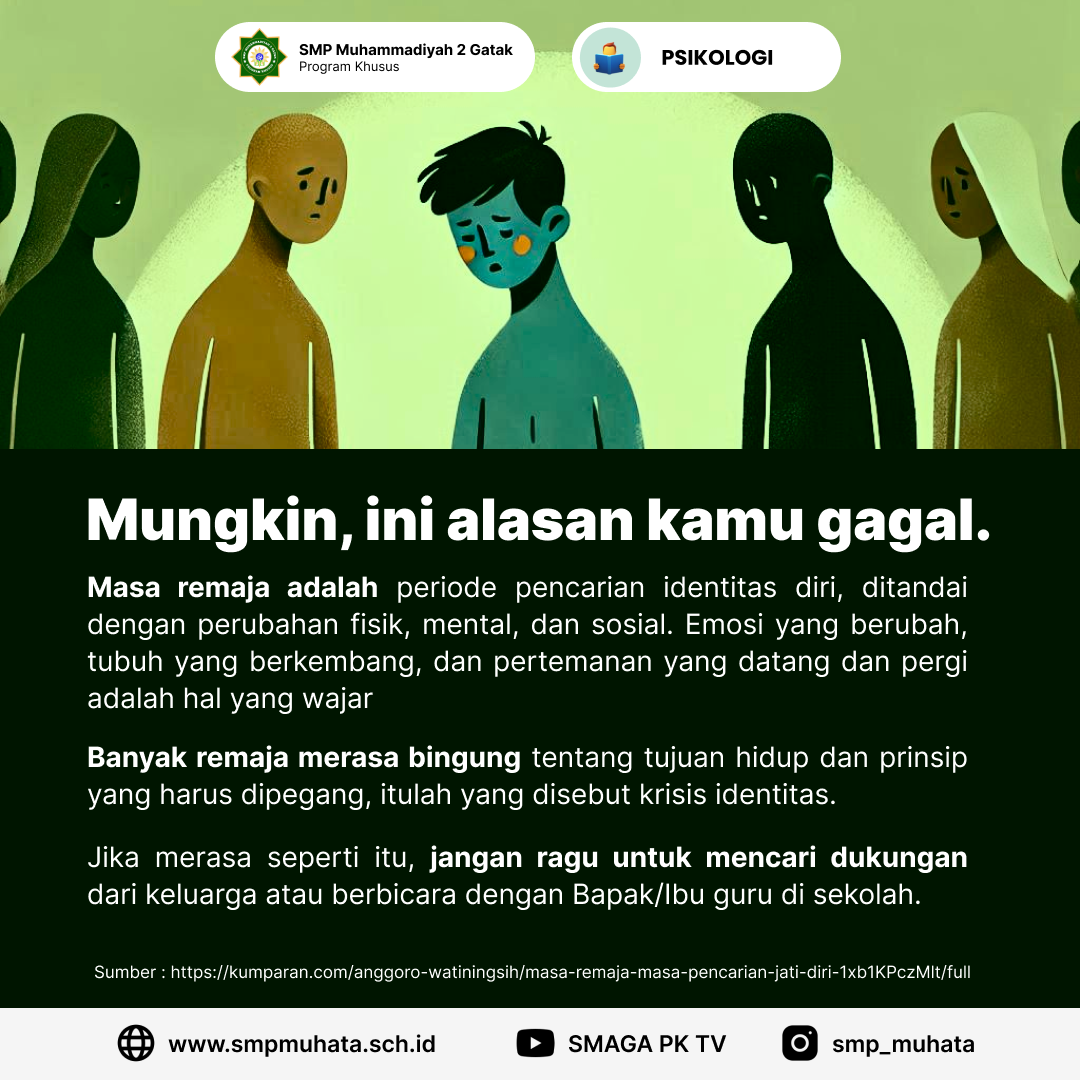 SMP Muhammadiyah 2 Gatak
Program Khusus
PSIKOLOGI
Mungkin, ini alasan kamu gagal.
Masa remaja adalah periode pencarian identitas diri, ditandai
dengan perubahan fisik, mental, dan sosial. Emosi yang berubah,
tubuh yang berkembang, dan pertemanan yang datang dan pergi
adalah hal yang wajar
Banyak remaja merasa bingung tentang tujuan hidup dan prinsip
yang harus dipegang, itulah yang disebut krisis identitas.
Jika merasa seperti itu, jangan ragu untuk mencari dukungan
dari keluarga atau berbicara dengan Bapak/Ibu guru di sekolah.
Sumber : https://kumparan.com/anggoro-watiningsih/masa-remaja-masa-pencarian-jati-diri-1xb1KPczMlt/full
www.smpmuhata.sch.id
SMAGA PK TV
smp_muhata